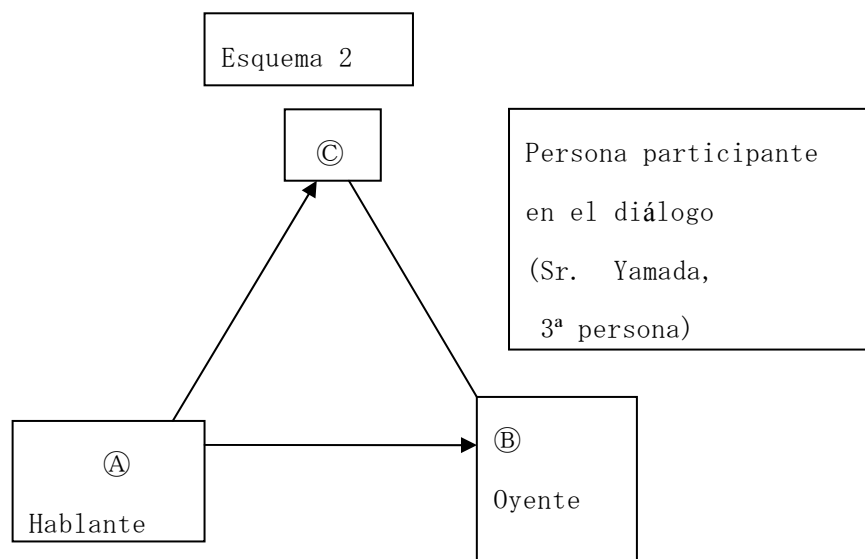 Esquema 2
Ⓒ
Persona participante
en el diálogo
(Sr. Yamada,
3ª persona)
Ⓐ
Hablante
Ⓑ
Oyente